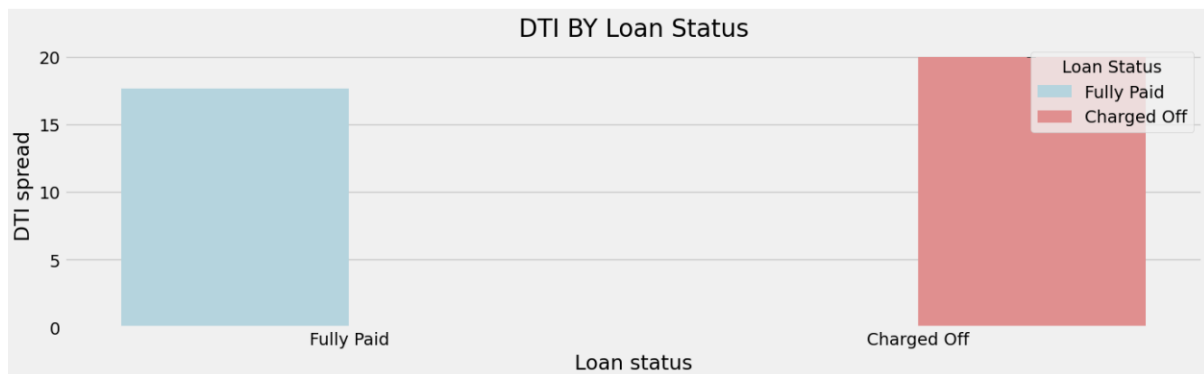 DTI BY Loan Status
Loan Status
Fully Paid
Charged Off
DTI spread
20
15
10
5
0
Fully Paid
Charged Off
Loan status